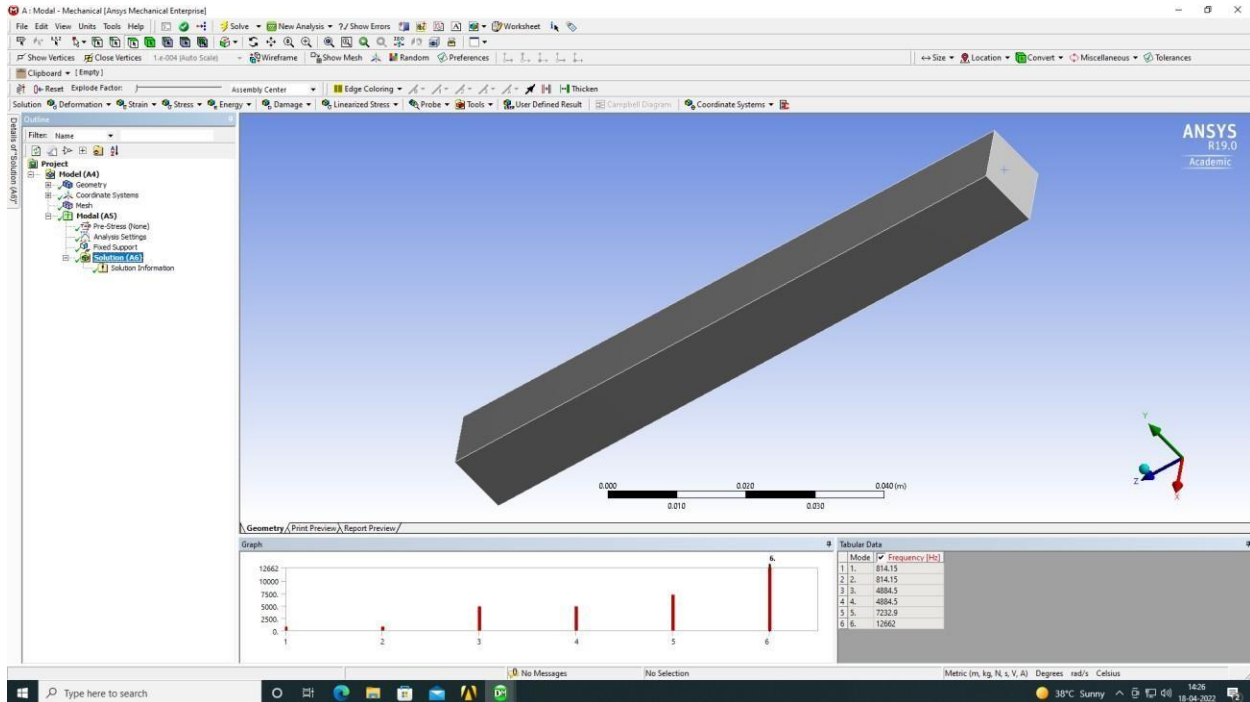 A : Modal - Mechanical [Ansys Mechanical Enterprise]
File Edit View Units Tools Help Solve New Analysis ?/ Show Errors Worksheet
Show Vertices Close Vertices 1.e-004 (Auto Scale) Wireframe Show Mesh Random Preferences Size Location Convert Miscellaneous Tolerances
Clipboard [Empty]
Reset Explode Factor: Assembly Center Edge Coloring Thicken
Solution Deformation Strain Stress Energy Damage Linearized Stress Probe Tools User Defined Result Campbell Diagram Coordinate Systems
Details of "Solution (A6)"
Outline
Filter: Name
Project
Model (A4)
Geometry
Coordinate Systems
Mesh
Modal (A5)
Pre-Stress (None)
Analysis Settings
Fixed Support
Solution (A6)
Solution Information
ANSYS
R19.0
Academic
Y
Z
X
0.000 0.020 0.040 (m)
0.010 0.030
Geometry Print Preview Report Preview
Graph
6.
12662
10000
7500.
5000.
2500.
0.
1 2 3 4 5 6
Tabular Data
Mode Frequency [Hz]
1 1. 814.15
2 2. 814.15
3 3. 4884.5
4 4. 4884.5
5 5. 7232.9
6 6. 12662
No Messages No Selection Metric (m, kg, N, s, V, A) Degrees rad/s Celsius
Type here to search
38°C Sunny
14:26
18-04-2022